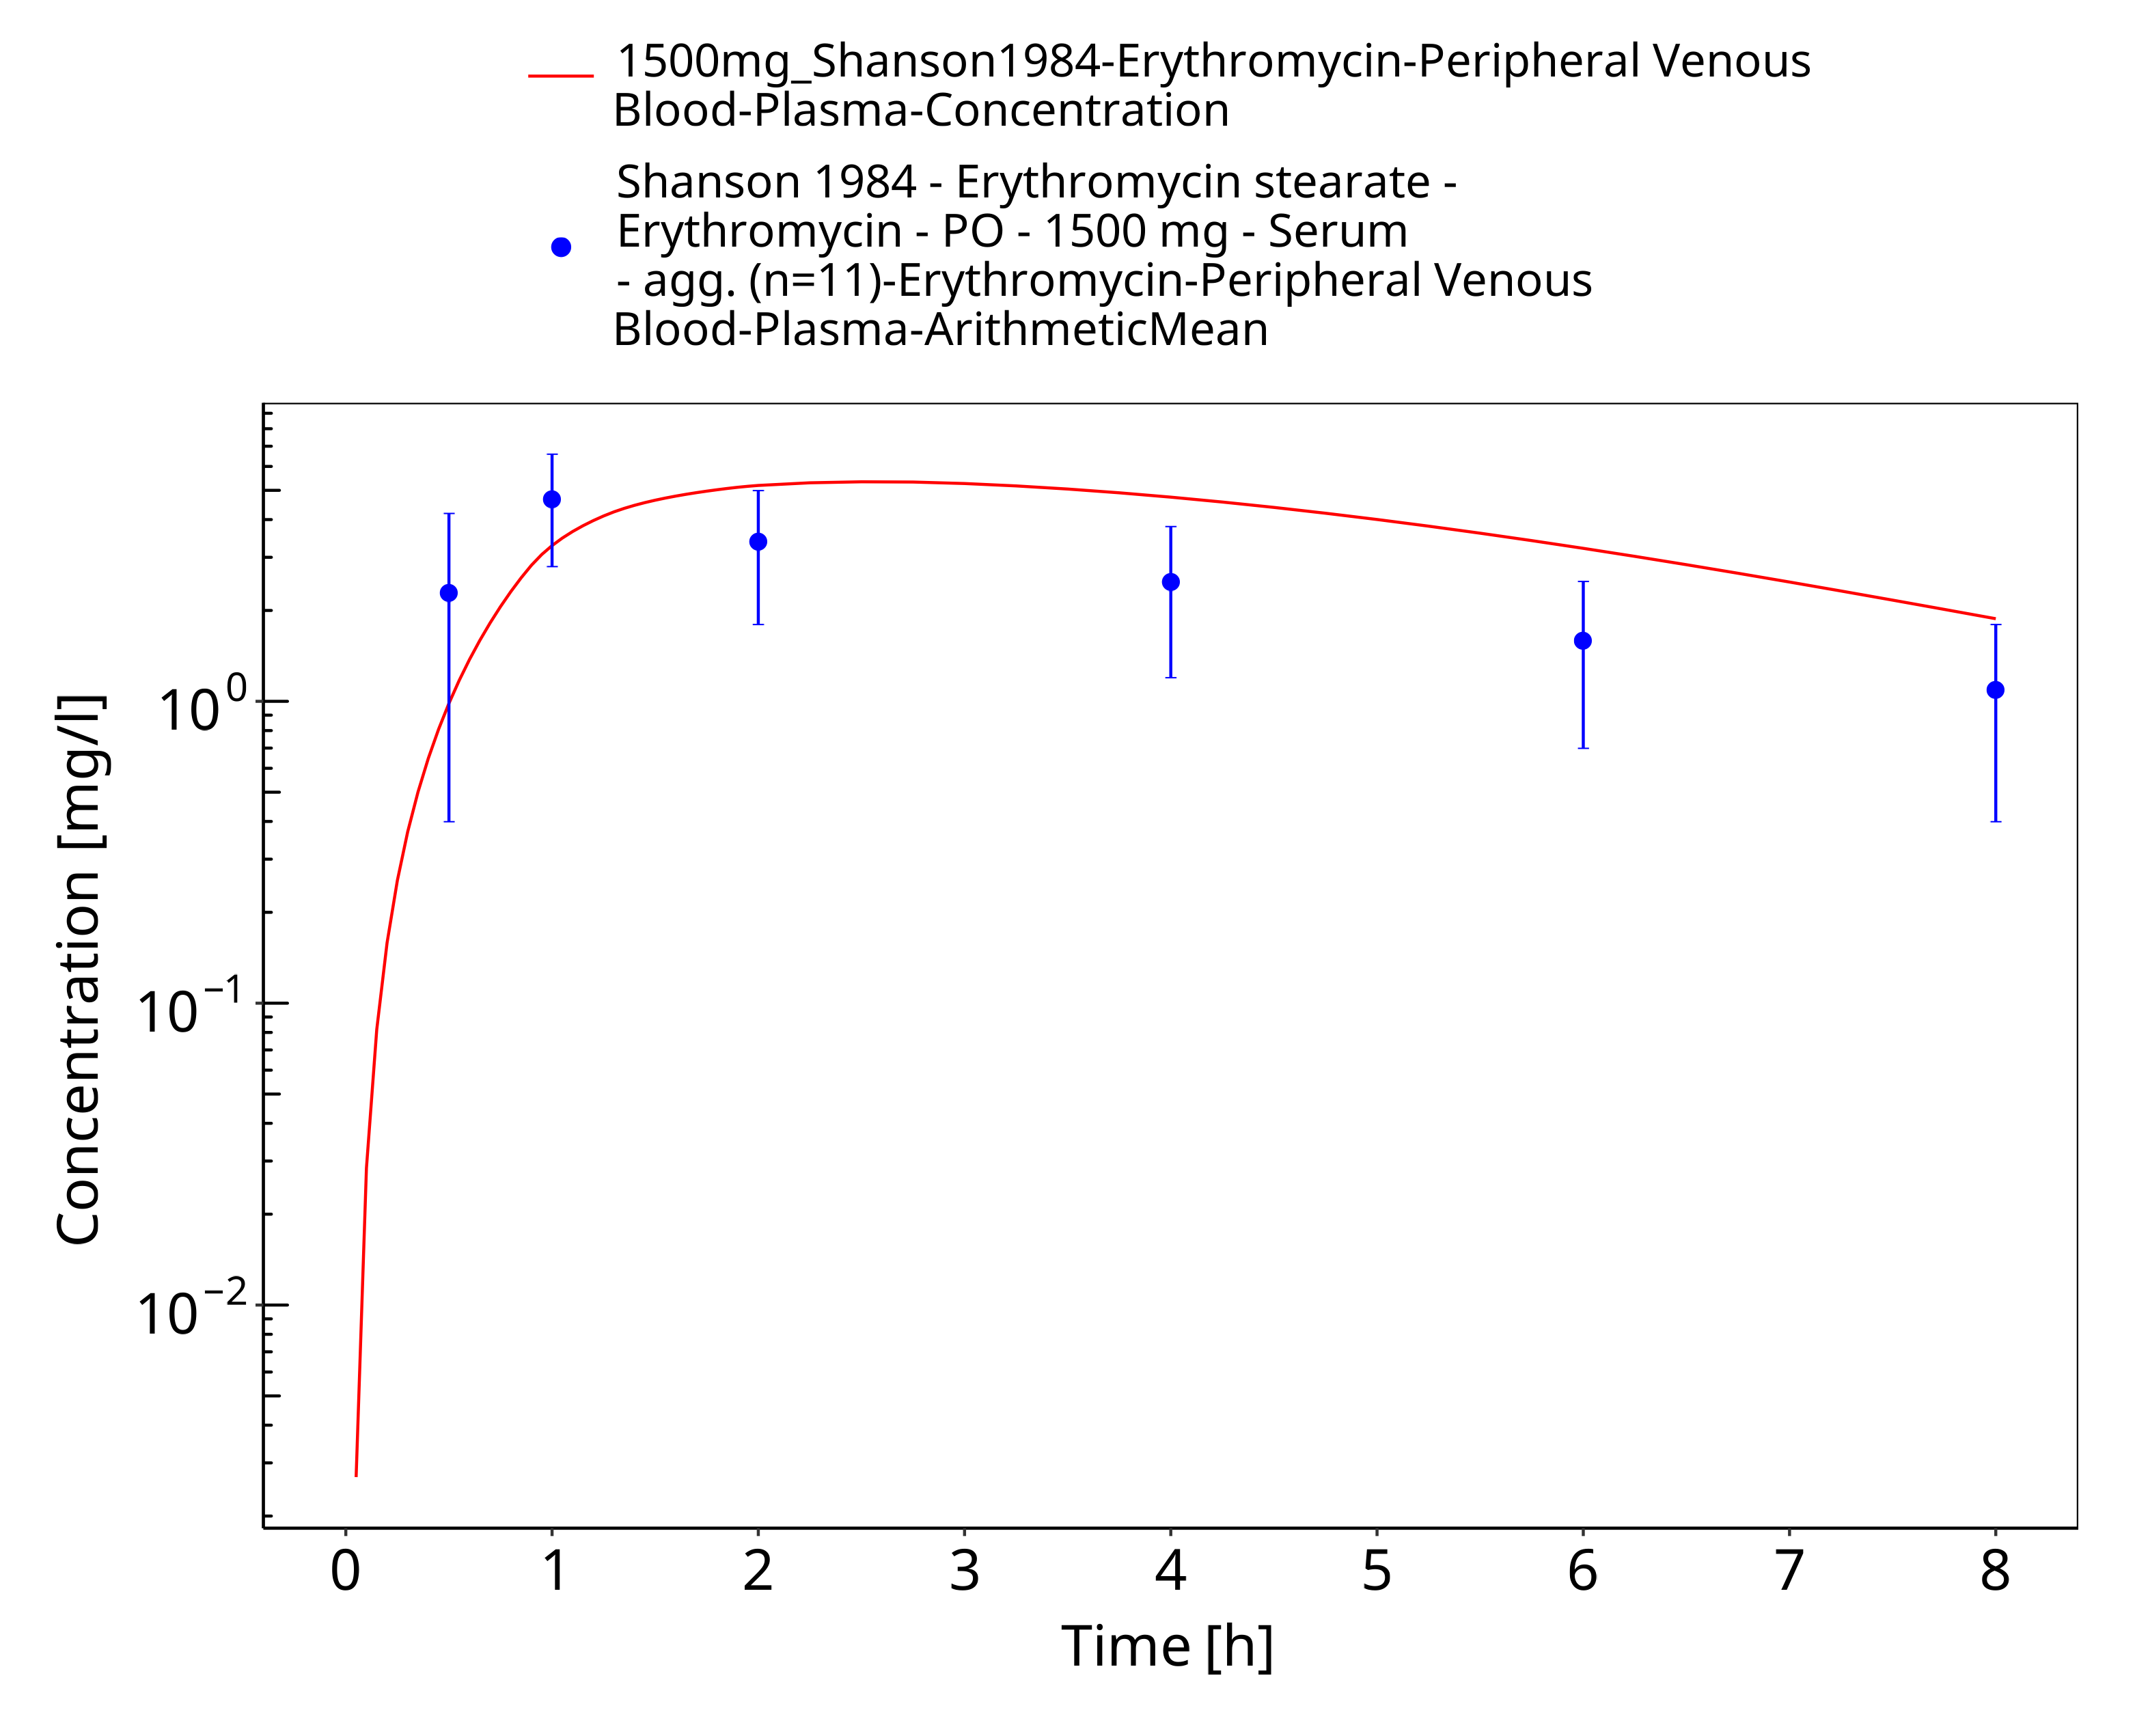 1500mg_Shanson1984-Erythromycin-Peripheral Venous
Blood-Plasma-Concentration
Shanson 1984 - Erythromycin stearate -
Erythromycin - PO - 1500 mg - Serum
- agg. (n=11)-Erythromycin-Peripheral Venous
Blood-Plasma-ArithmeticMean
Concentration [mg/l]
10⁰
10⁻¹
10⁻²
0 1 2 3 4 5 6 7 8
Time [h]